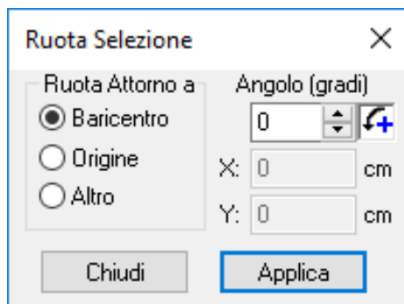 Ruota Selezione
Ruota Attorno a
Angolo (gradi)
Baricentro
0
Origine
X: 0 cm
Altro
Y: 0 cm
Chiudi
Applica